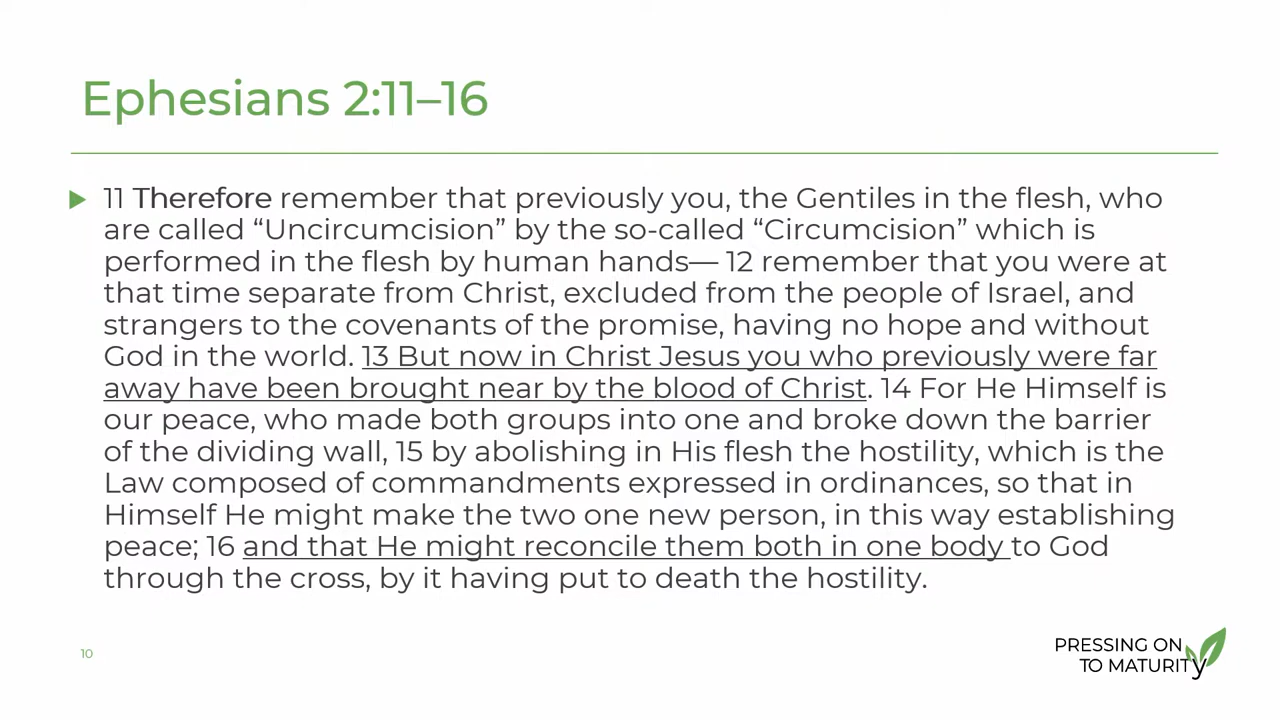 Ephesians 2:11–16
11 Therefore remember that previously you, the Gentiles in the flesh, who
are called “Uncircumcision” by the so-called “Circumcision” which is
performed in the flesh by human hands— 12 remember that you were at
that time separate from Christ, excluded from the people of Israel, and
strangers to the covenants of the promise, having no hope and without
God in the world. 13 But now in Christ Jesus you who previously were far
away have been brought near by the blood of Christ. 14 For He Himself is
our peace, who made both groups into one and broke down the barrier
of the dividing wall, 15 by abolishing in His flesh the hostility, which is the
Law composed of commandments expressed in ordinances, so that in
Himself He might make the two one new person, in this way establishing
peace; 16 and that He might reconcile them both in one body to God
through the cross, by it having put to death the hostility.
10
PRESSING ON
TO MATURITy